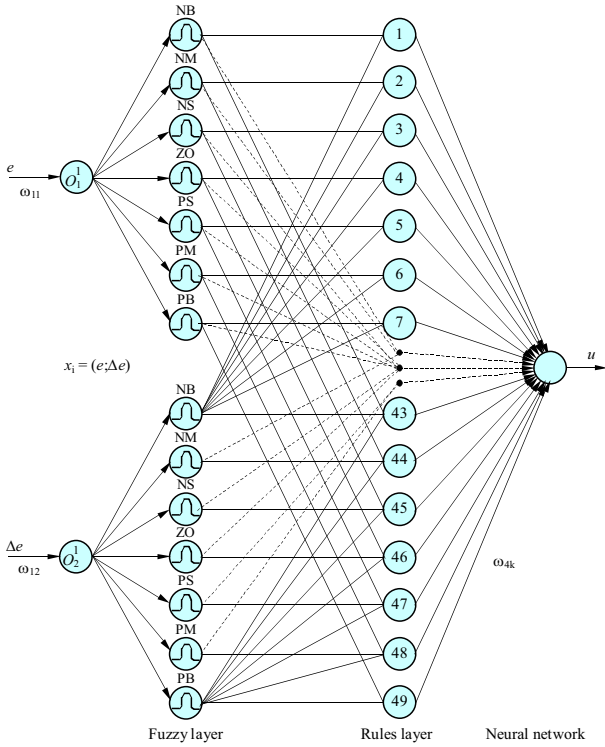 NB
1
NM
2
NS
3
ZO
4
e
O₁¹
ω₁₁
PS
5
PM
6
PB
7
xᵢ = (e;Δe)
u
NB
43
NM
44
NS
45
ZO
46
Δe
O₂¹
ω₁₂
ω₄ₖ
PS
47
PM
48
PB
49
Fuzzy layer
Rules layer
Neural network